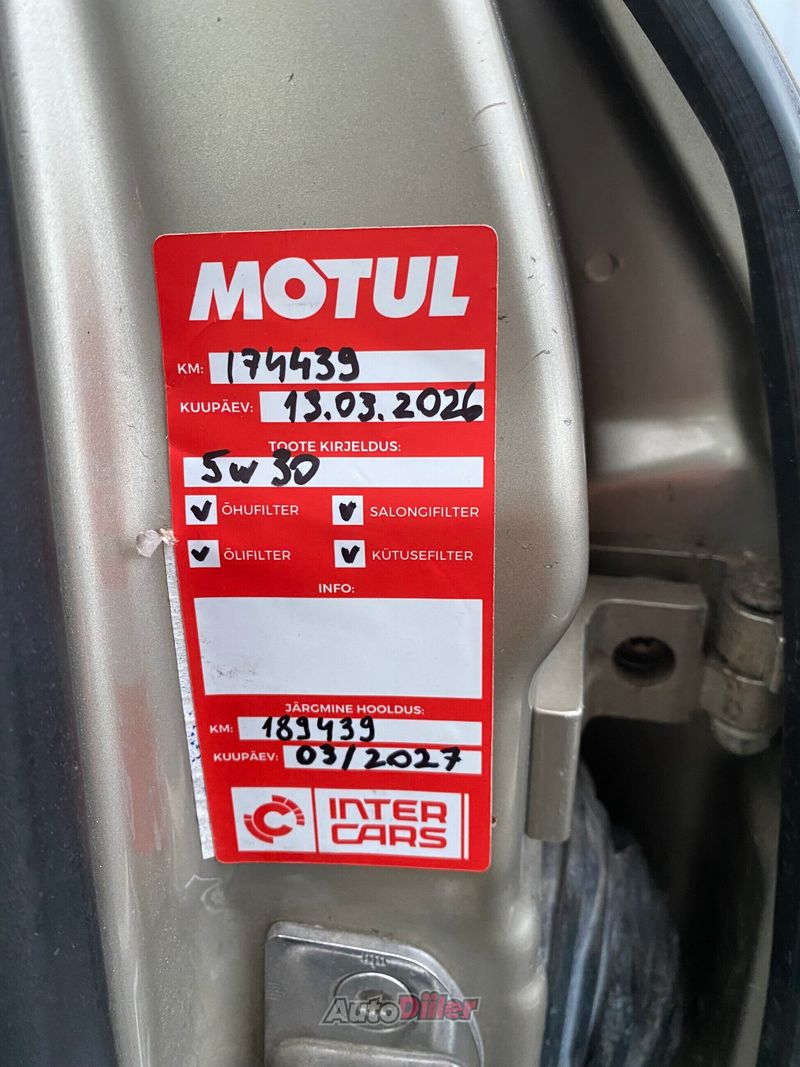 MOTUL
KM: 174439
KUUPÄEV: 13.03.2026
TOOTE KIRJELDUS:
5w30
ÕHUFILTER SALONGIFILTER
ÕLIFILTER KÜTUSEFILTER
INFO:
JÄRGMINE HOOLDUS:
KM: 189439
KUUPÄEV: 03/2027
INTER
CARS
AutoDiiler